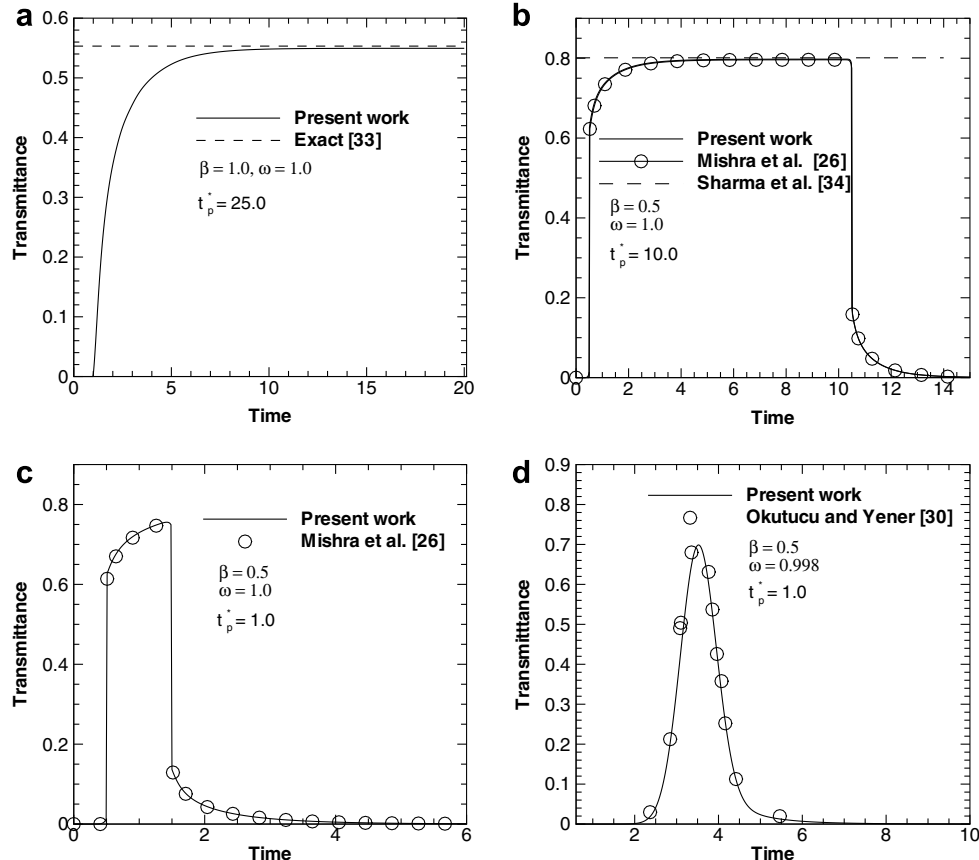 a
0.6
0.5
0.4
0.3
0.2
0.1
0
0 5 10 15 20
Transmittance
Time
Present work
Exact [33]
β = 1.0, ω = 1.0
t*p = 25.0
b
0.8
0.6
0.4
0.2
0
0 2 4 6 8 10 12 14
Transmittance
Time
Present work
Mishra et al. [26]
Sharma et al. [34]
β = 0.5
ω = 1.0
t*p = 10.0
c
0.8
0.6
0.4
0.2
0
0 2 4 6
Transmittance
Time
Present work
Mishra et al. [26]
β = 0.5
ω = 1.0
t*p = 1.0
d
0.9
0.8
0.7
0.6
0.5
0.4
0.3
0.2
0.1
0
2 4 6 8 10
Transmittance
Time
Present work
Okutucu and Yener [30]
β = 0.5
ω = 0.998
t*p = 1.0